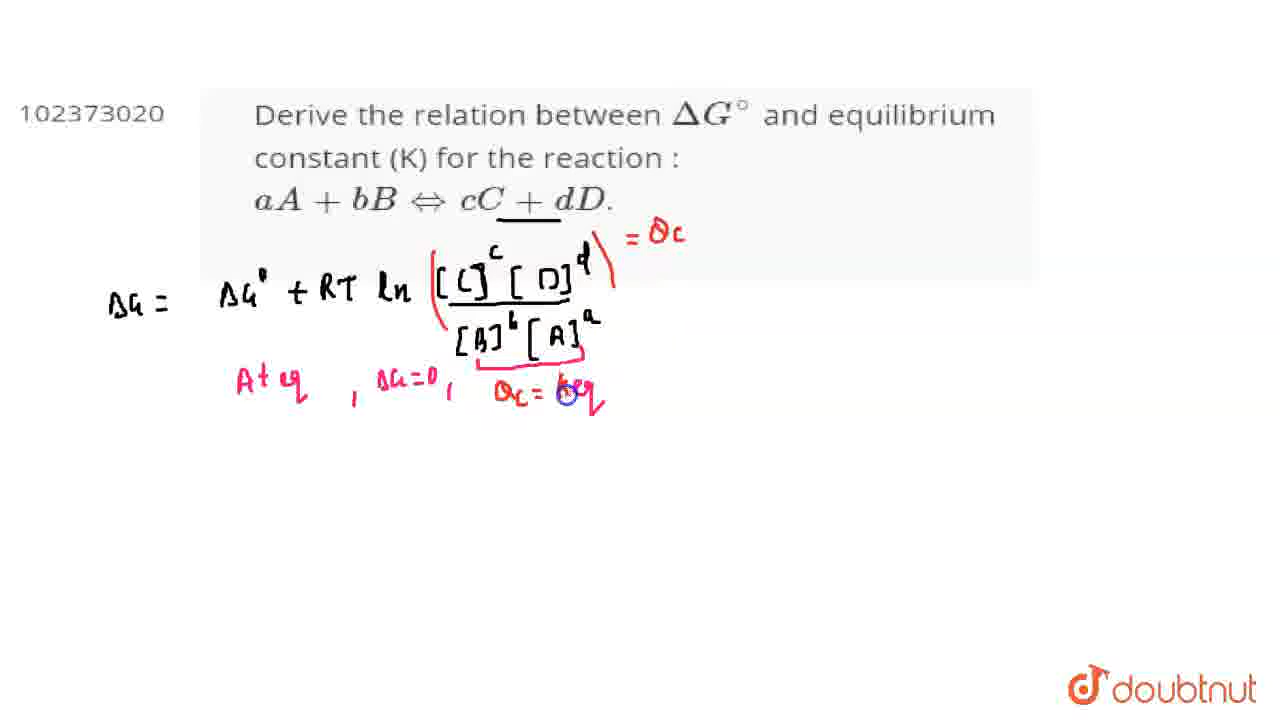 102373020 Derive the relation between ΔG° and equilibrium
constant (K) for the reaction :
aA + bB ⇔ cC + dD.
= Qc
ΔG = ΔG° + RT ln [C]^c [D]^d
[B]^b [A]^a
At eq , ΔG=0, Qc = Keq
doubtnut